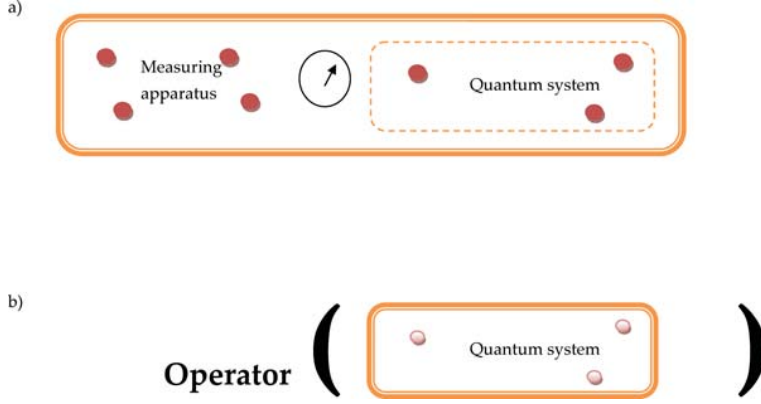 a)
Measuring
apparatus
Quantum system
b)
Operator ( Quantum system )